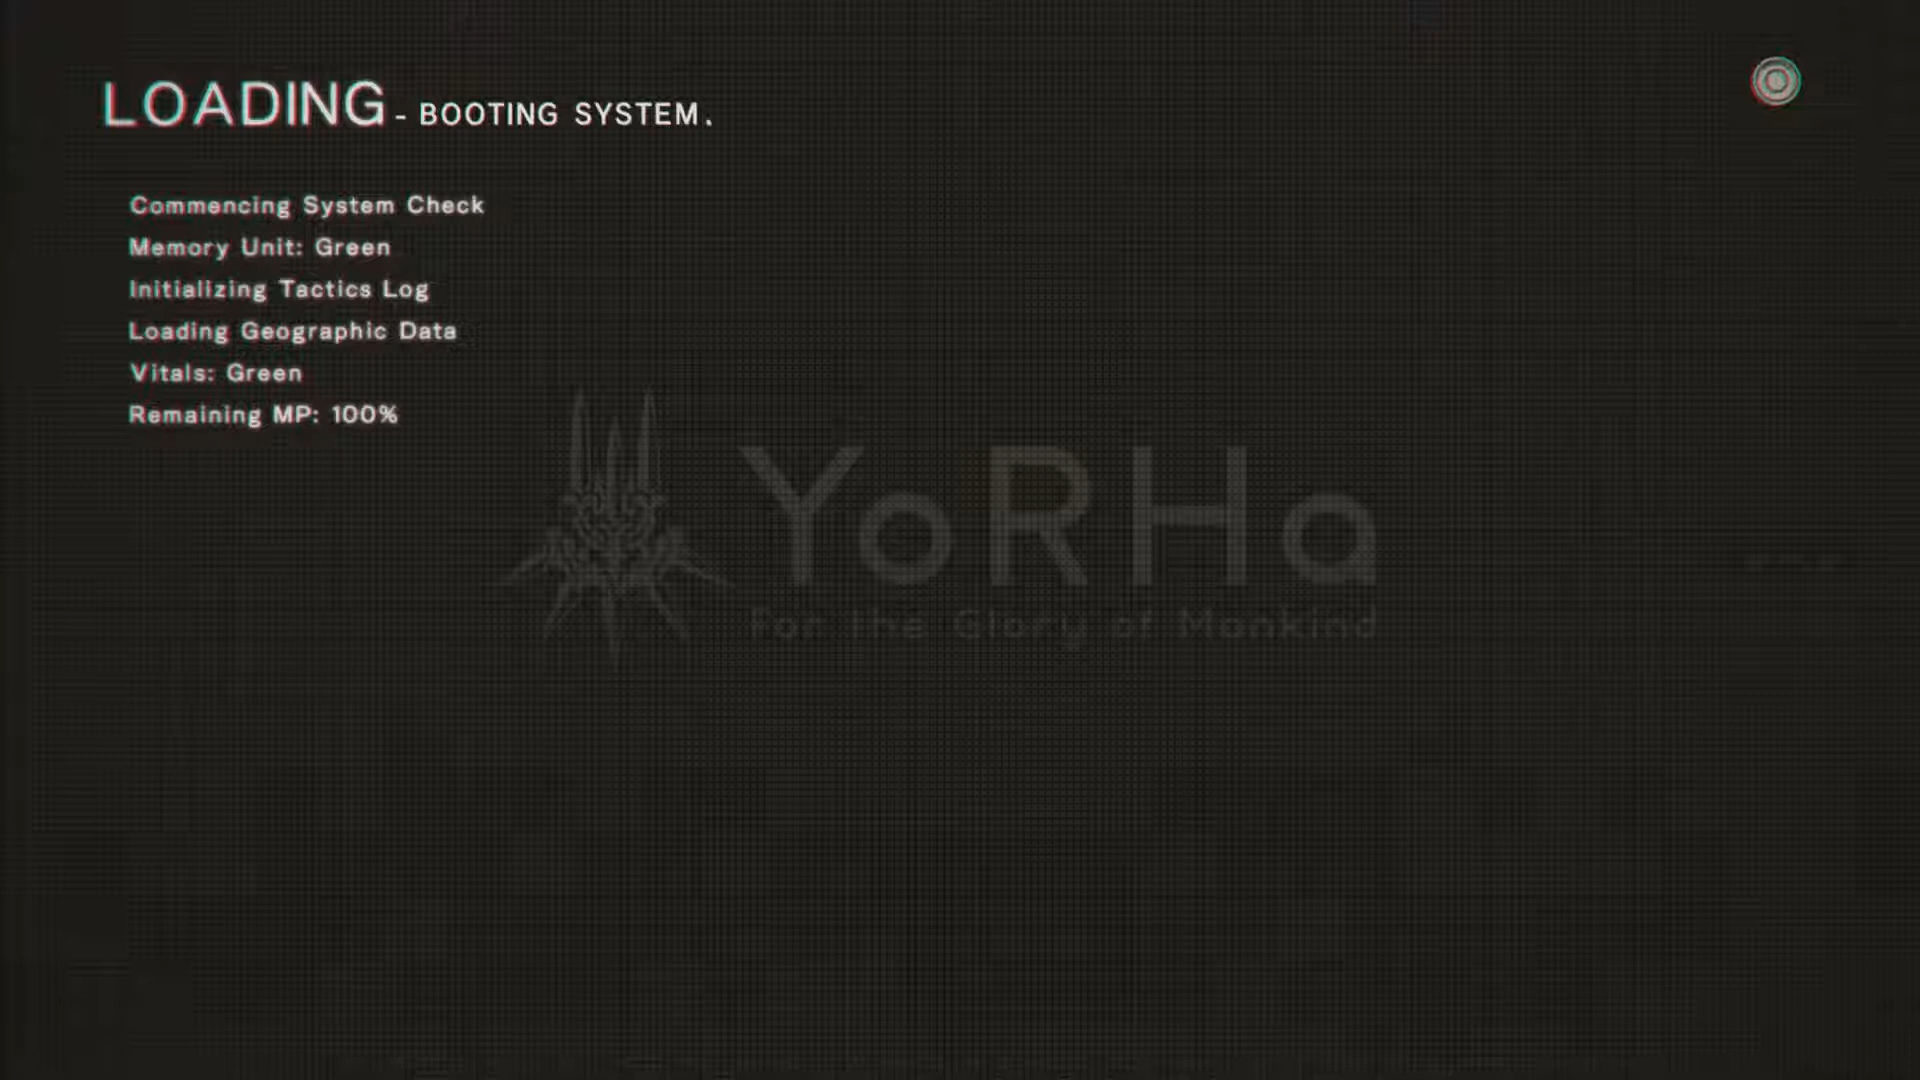 LOADING - BOOTING SYSTEM.
Commencing System Check
Memory Unit: Green
Initializing Tactics Log
Loading Geographic Data
Vitals: Green
Remaining MP: 100%
YoRHa
For the Glory of Mankind